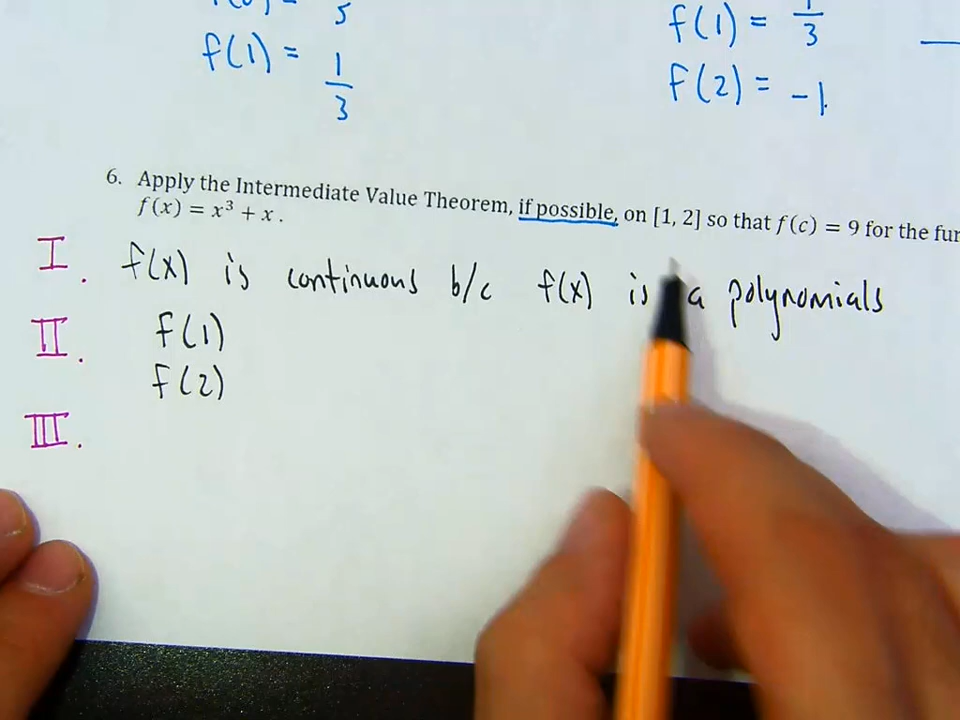 5
f(1) = 1/3
f(1) = 1/3
f(2) = -1
6. Apply the Intermediate Value Theorem, if possible, on [1, 2] so that f(c) = 9 for the
f(x) = x³ + x .
I. f(x) is continuous b/c f(x) is a polynomials
II. f(1)
f(2)
III.